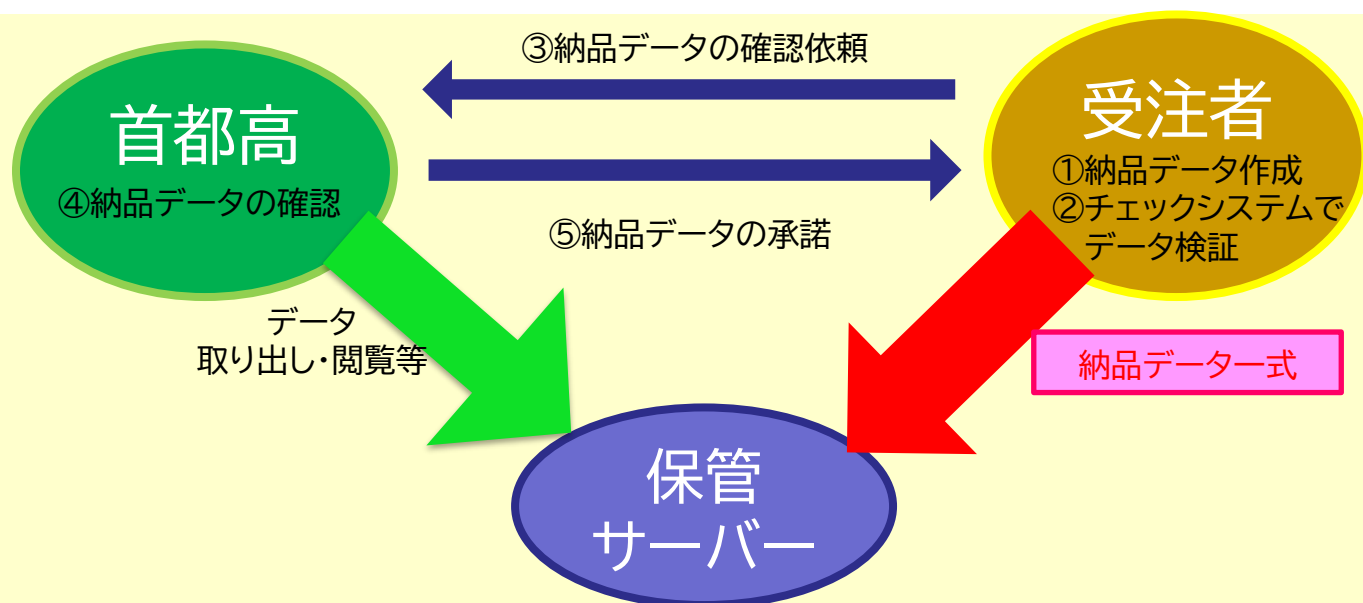 ③納品データの確認依頼
首都高
④納品データの確認
受注者
①納品データ作成
②チェックシステムで
データ検証
⑤納品データの承諾
データ
取り出し・閲覧等
納品データ一式
保管
サーバー